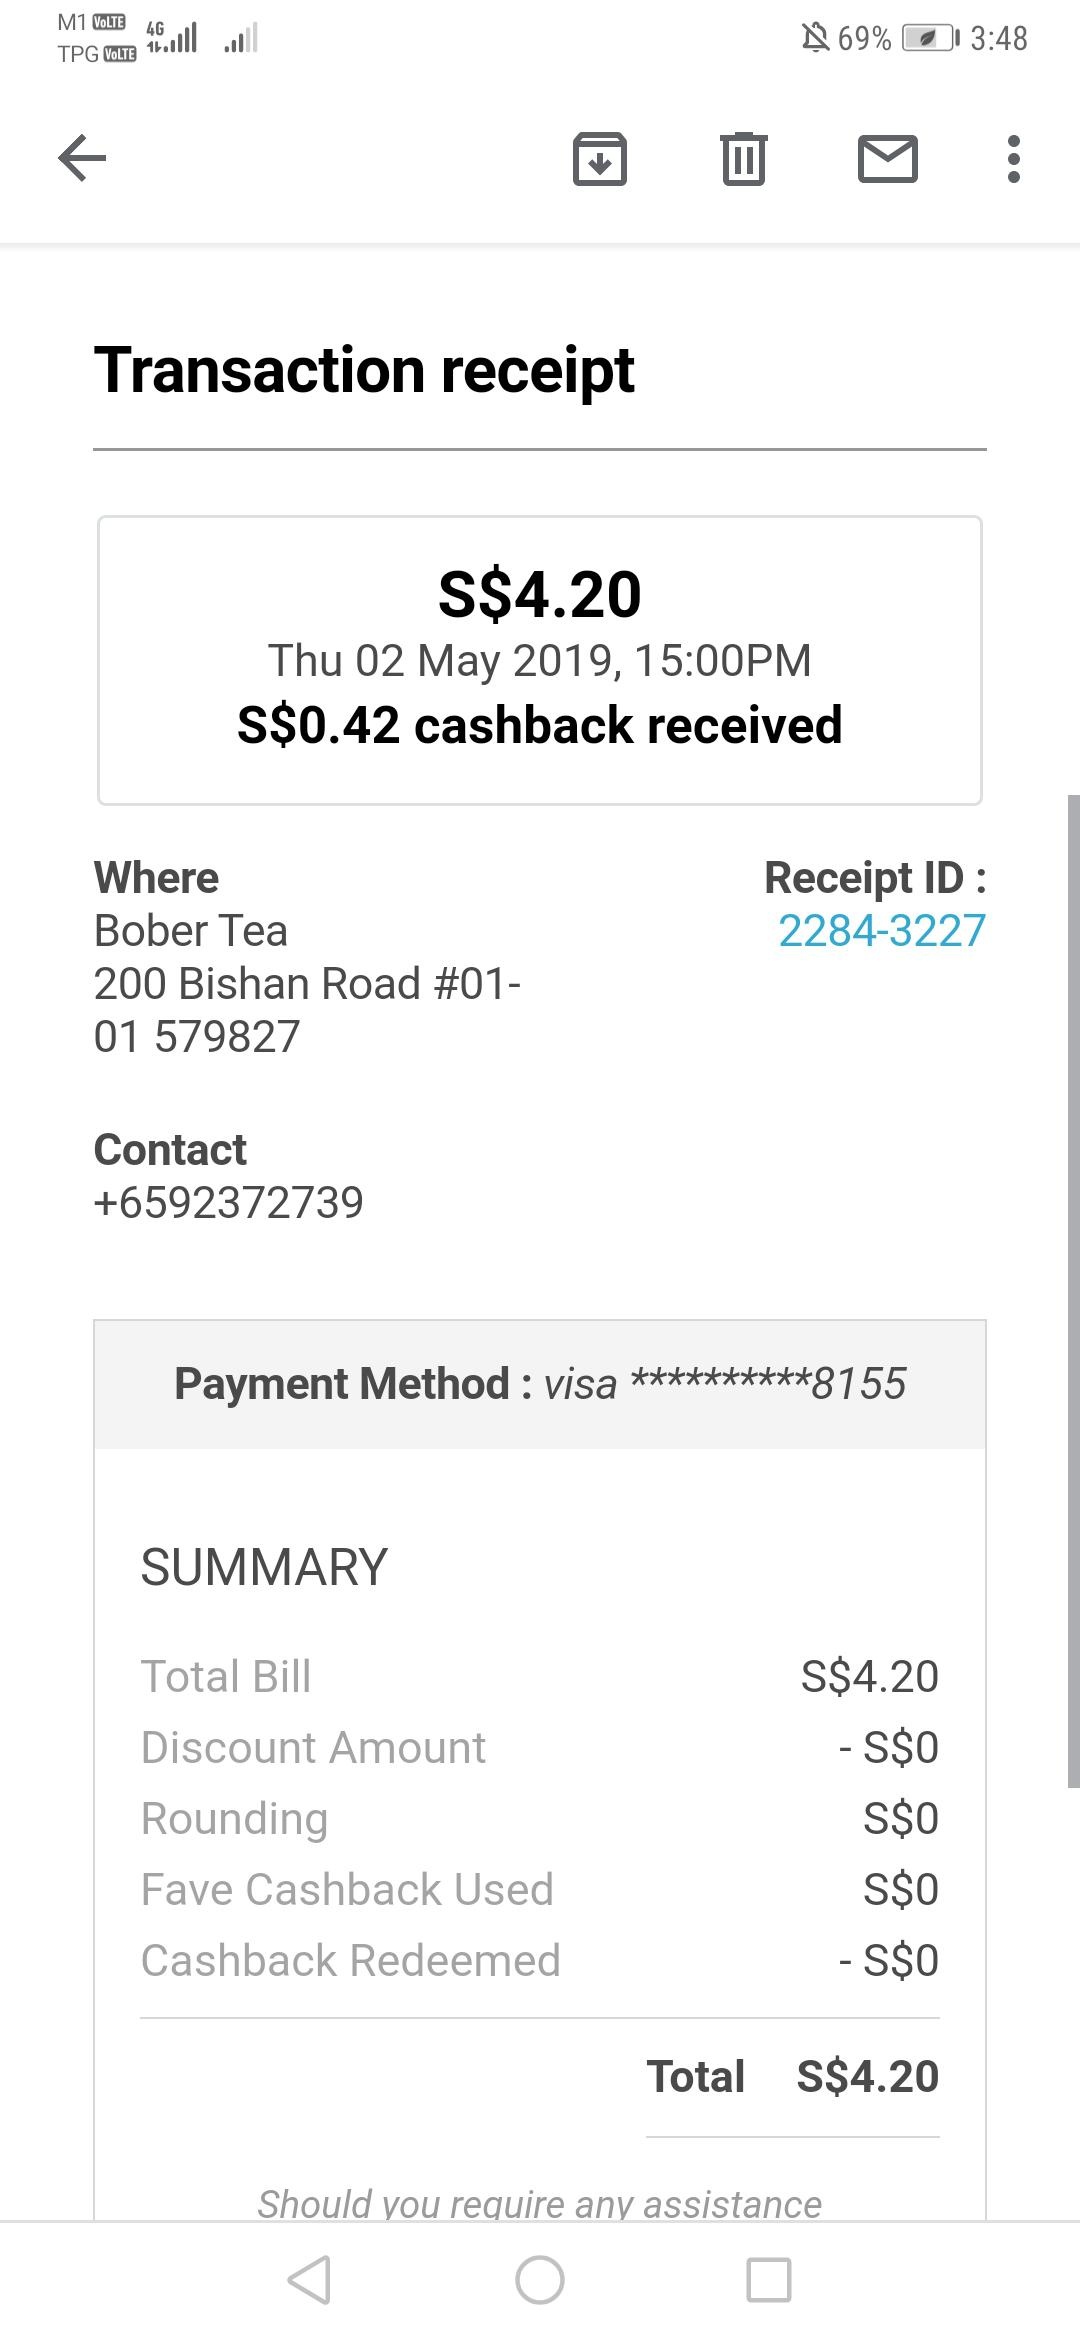 M1 VoLTE
TPG VoLTE
4G
69%
3:48
Transaction receipt
S$4.20
Thu 02 May 2019, 15:00PM
S$0.42 cashback received
Where
Bober Tea
200 Bishan Road #01-
01 579827
Receipt ID :
2284-3227
Contact
+6592372739
Payment Method : visa **********8155
SUMMARY
Total Bill S$4.20
Discount Amount - S$0
Rounding S$0
Fave Cashback Used S$0
Cashback Redeemed - S$0
Total S$4.20
Should you require any assistance